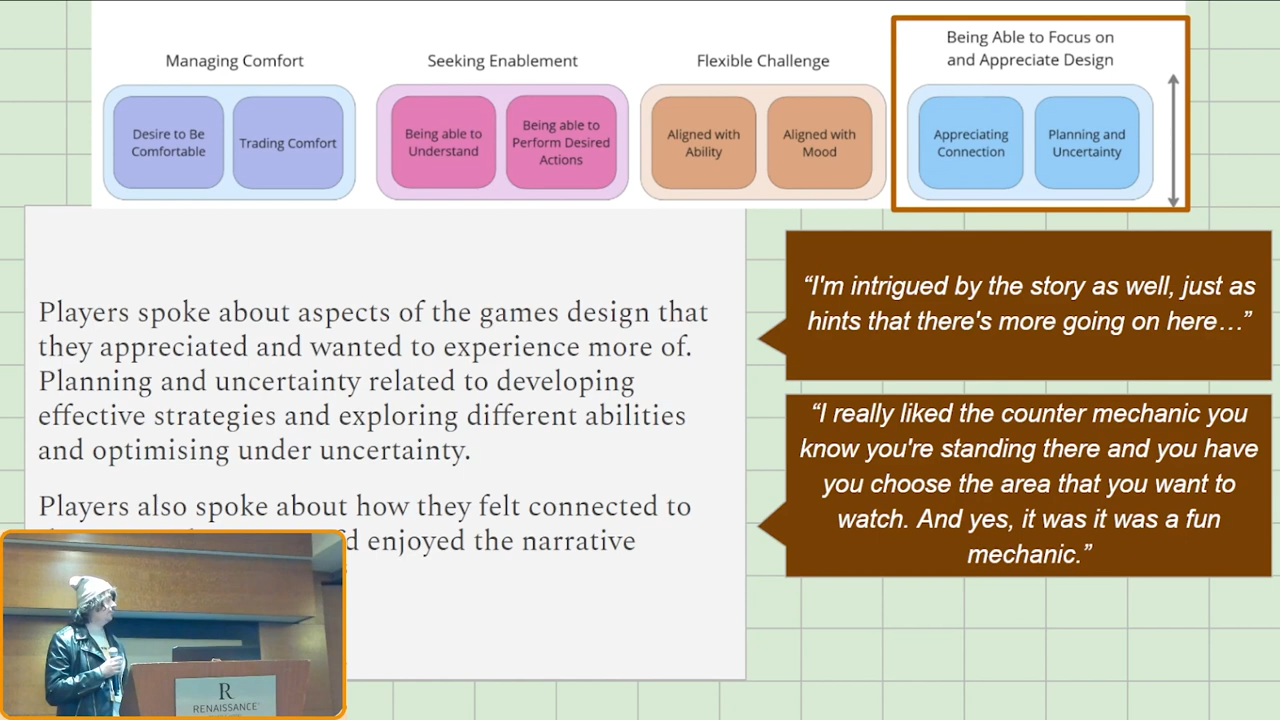 Managing Comfort
Desire to Be
Comfortable
Trading Comfort
Seeking Enablement
Being able to
Understand
Being able to
Perform Desired
Actions
Flexible Challenge
Aligned with
Ability
Aligned with
Mood
Being Able to Focus on
and Appreciate Design
Appreciating
Connection
Planning and
Uncertainty
Players spoke about aspects of the games design that
they appreciated and wanted to experience more of.
Planning and uncertainty related to developing
effective strategies and exploring different abilities
and optimising under uncertainty.
Players also spoke about how they felt connected to
enjoyed the narrative
“I'm intrigued by the story as well, just as
hints that there's more going on here…”
“I really liked the counter mechanic you
know you're standing there and you have
you choose the area that you want to
watch. And yes, it was it was a fun
mechanic.”
R
RENAISSANCE